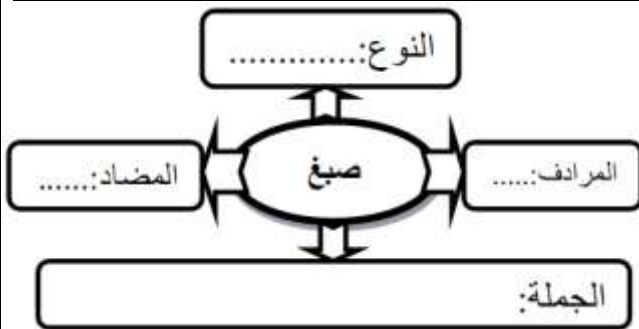 النوع:..............
صبغ
المرادف:.....
المضاد:......
الجملة: